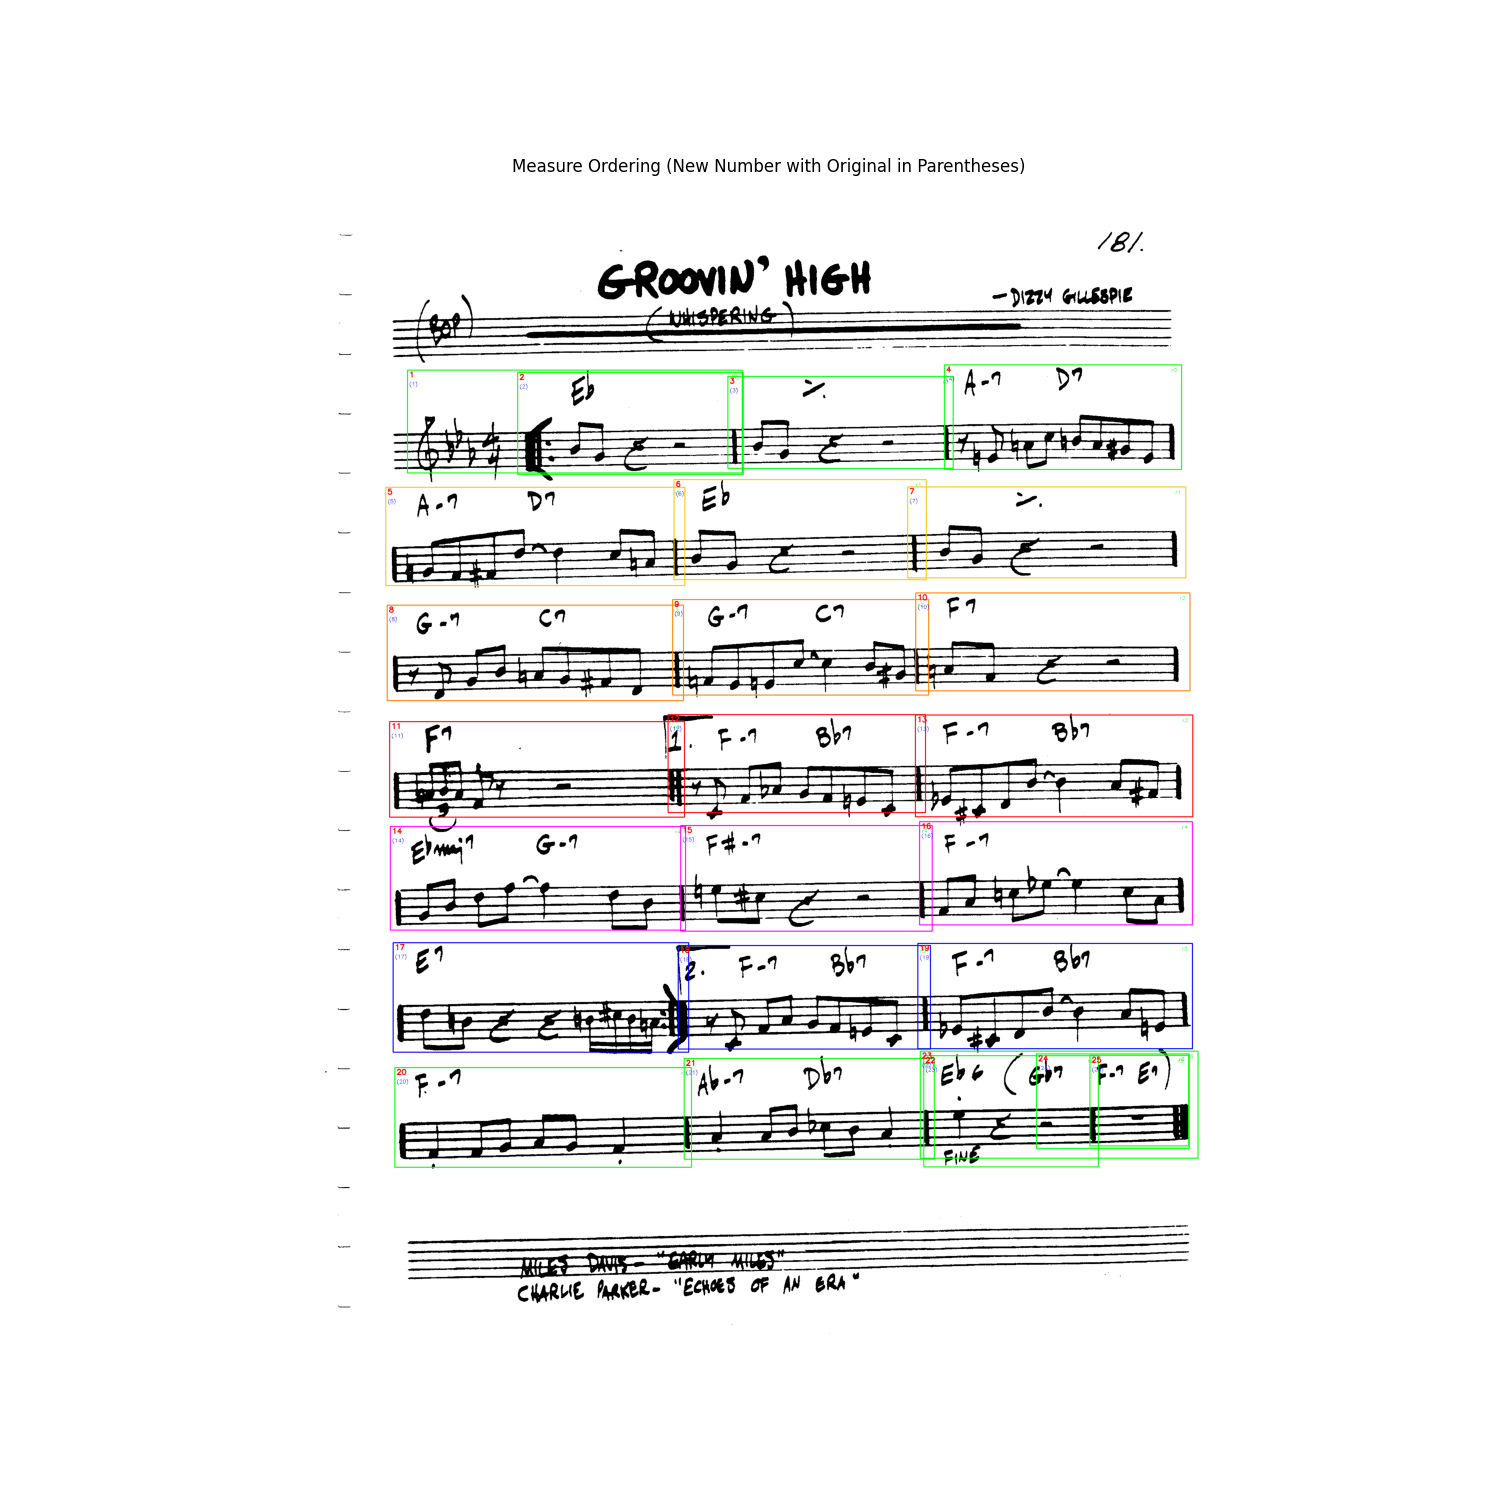 Measure Ordering (New Number with Original in Parentheses)
181.
GROOVIN' HIGH
— DIZZY GILLESPIE
(BOP)
(WHISPERING)
1 2 3 4
(1) (2) (3) (4)
Eb A-7 D7
5 6 7
(5) (6) (7)
A-7 D7 Eb
8 9 10
(8) (9) (10)
G-7 C7 G-7 C7 F7
11 12 13
(11) (12) (13)
F7 1. F-7 Bb7 F-7 Bb7
3
14 15 16
(14) (15) (16)
Ebmaj7 G-7 F#-7 F-7
17 18 19
(17) (18) (19)
E7 2. F-7 Bb7 F-7 Bb7
20 21 23 22 24 25
(20) (21)
F-7 Ab-7 Db7 Eb6 (Gb7 F-7 E7)
FINE
MILES DAVIS - "EARLY MILES"
CHARLIE PARKER - "ECHOES OF AN ERA"